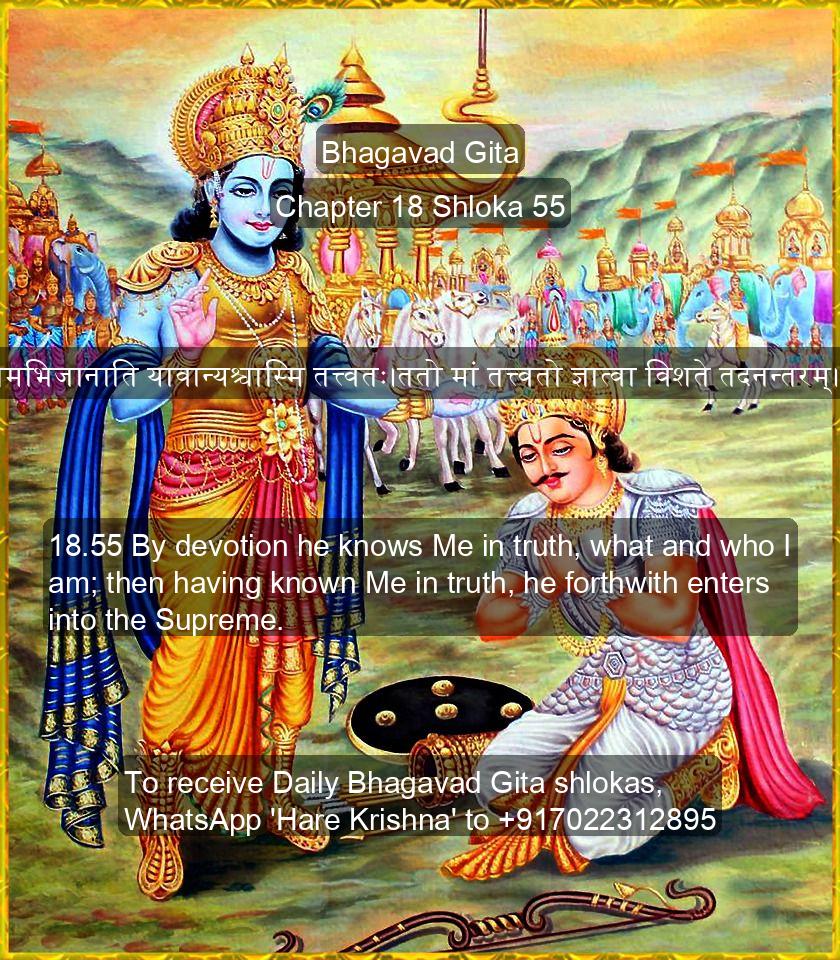 Bhagavad Gita
Chapter 18 Shloka 55
मभिजानाति यावान्यश्चास्मि तत्त्वतः।ततो मां तत्त्वतो ज्ञात्वा विशते तदनन्तरम्।
18.55 By devotion he knows Me in truth, what and who I
am; then having known Me in truth, he forthwith enters
into the Supreme.
To receive Daily Bhagavad Gita shlokas,
WhatsApp 'Hare Krishna' to +917022312895